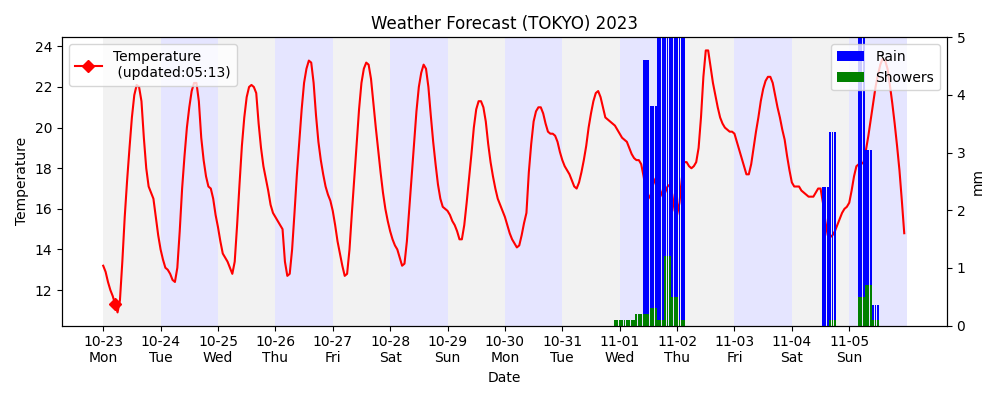 Weather Forecast (TOKYO) 2023
Temperature
(updated:05:13)
Rain
Showers
Temperature
24
22
20
18
16
14
12
5
4
3
2
1
0
mm
10-23 10-24 10-25 10-26 10-27 10-28 10-29 10-30 10-31 11-01 11-02 11-03 11-04 11-05
Mon Tue Wed Thu Fri Sat Sun Mon Tue Wed Thu Fri Sat Sun
Date